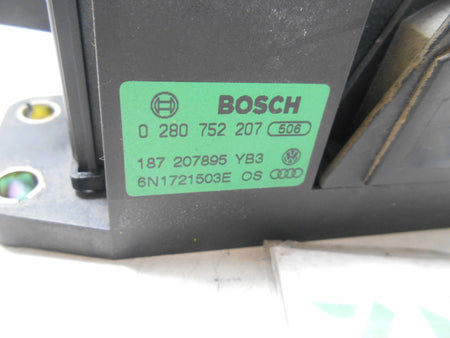 BOSCH
0 280 752 207 506
187 207895 YB3
6N1721503E OS